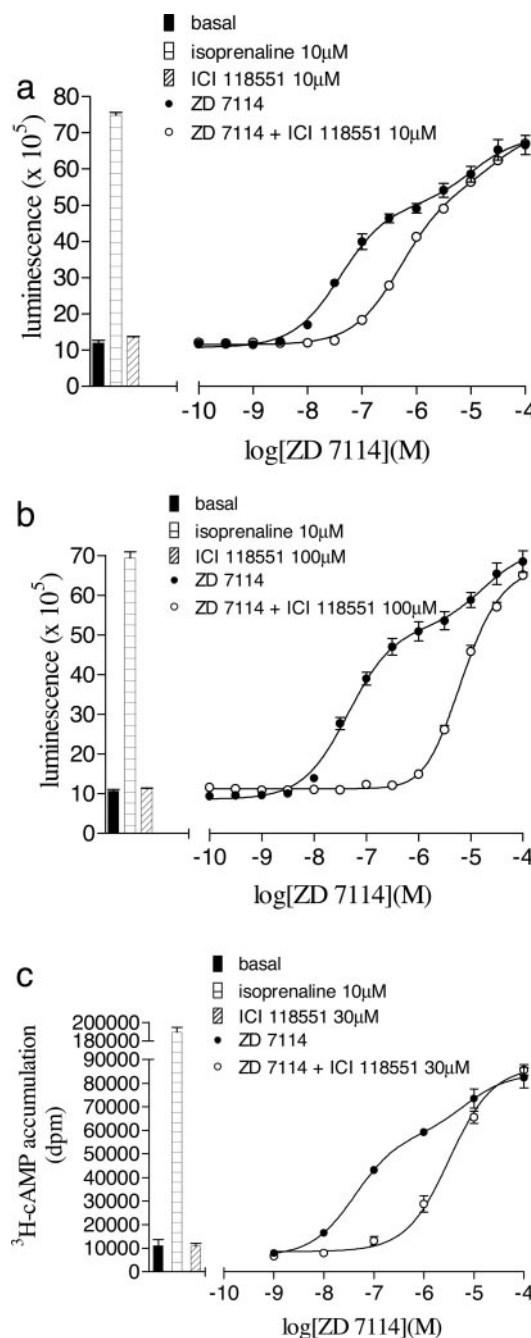 a
basal
isoprenaline 10µM
ICI 118551 10µM
ZD 7114
ZD 7114 + ICI 118551 10µM
luminescence (x 10⁵)
80
70
60
50
40
30
20
10
0
-10 -9 -8 -7 -6 -5 -4
log[ZD 7114](M)
b
basal
isoprenaline 10µM
ICI 118551 100µM
ZD 7114
ZD 7114 + ICI 118551 100µM
luminescence (x 10⁵)
70
60
50
40
30
20
10
0
-10 -9 -8 -7 -6 -5 -4
log[ZD 7114](M)
c
basal
isoprenaline 10µM
ICI 118551 30µM
ZD 7114
ZD 7114 + ICI 118551 30µM
³H-cAMP accumulation
(dpm)
200000
180000
90000
80000
70000
60000
50000
40000
30000
20000
10000
0
-9 -8 -7 -6 -5 -4
log[ZD 7114](M)